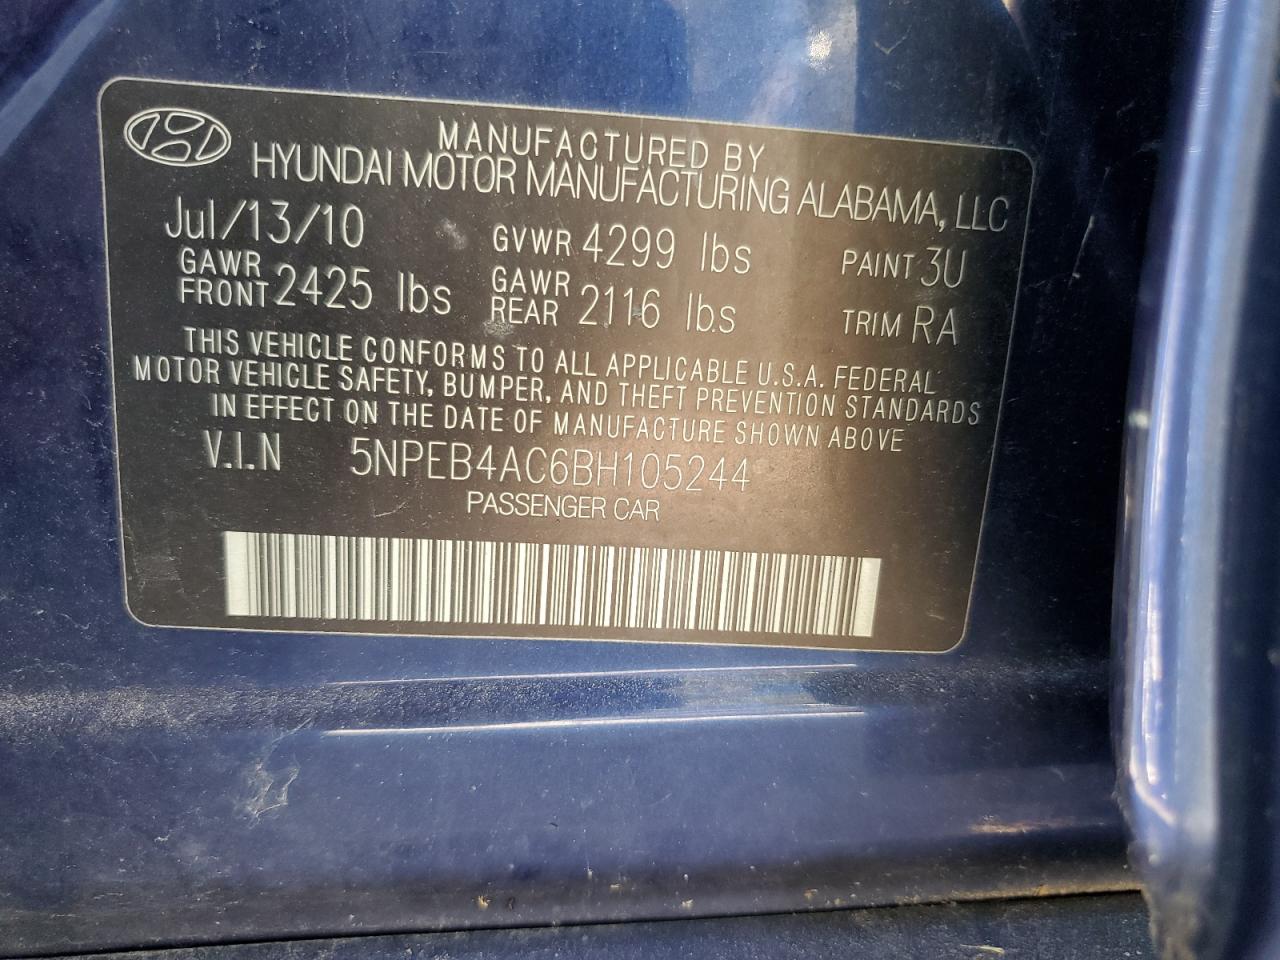 MANUFACTURED BY
HYUNDAI MOTOR MANUFACTURING ALABAMA, LLC
Jul/13/10 GVWR 4299 lbs PAINT 3U
GAWR FRONT 2425 lbs GAWR REAR 2116 lbs TRIM RA
THIS VEHICLE CONFORMS TO ALL APPLICABLE U.S.A. FEDERAL
MOTOR VEHICLE SAFETY, BUMPER, AND THEFT PREVENTION STANDARDS
IN EFFECT ON THE DATE OF MANUFACTURE SHOWN ABOVE
V.I.N 5NPEB4AC6BH105244
PASSENGER CAR